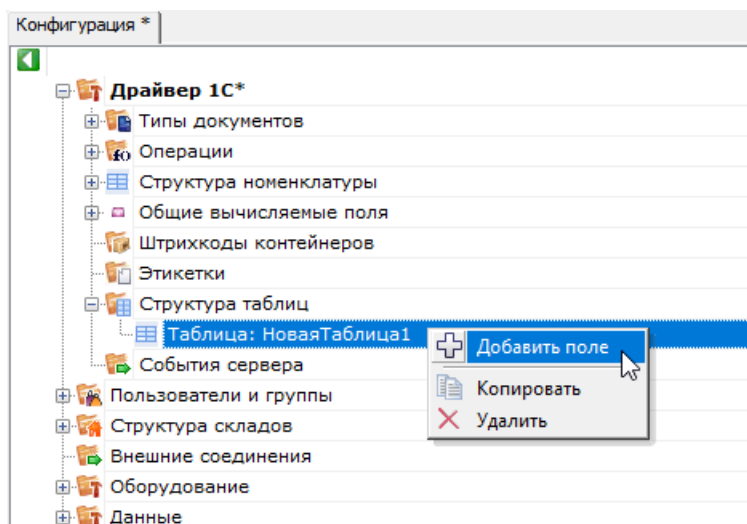 Конфигурация *
Драйвер 1С*
Типы документов
Операции
Структура номенклатуры
Общие вычисляемые поля
Штрихкоды контейнеров
Этикетки
Структура таблиц
Таблица: НоваяТаблица1
Добавить поле
События сервера
Копировать
Пользователи и группы
Удалить
Структура складов
Внешние соединения
Оборудование
Данные